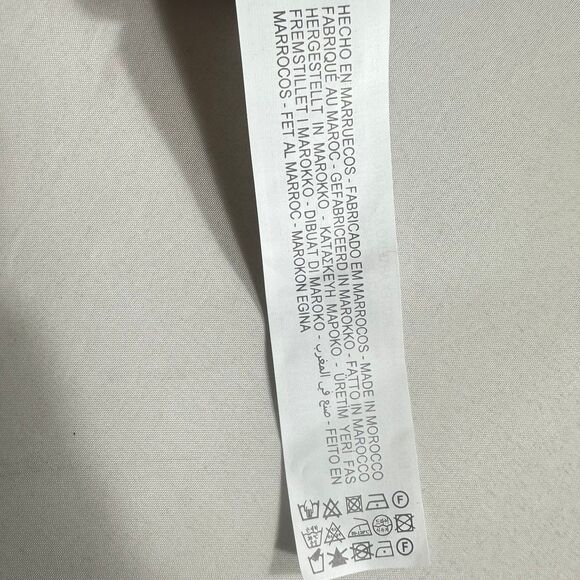 HECHO EN MARRUECOS - FABRICADO EM MARROCOS - MADE IN MOROCCO
FABRIQUÉ AU MAROC - GEFABRICEERD IN MAROKKO - FATTO IN MAROCCO
HERGESTELLT IN MAROKKO - ΚΑΤΑΣΚΕΥΗ ΜΑΡΟΚΟ - ÜRETİM YERİ FAS
FREMSTILLET I MAROKKO - DIBUAT DI MAROKO - صنع في المغرب - FEITO EN
MARROCOS - FET AL MARROC - MAROKON EGINA
F
F